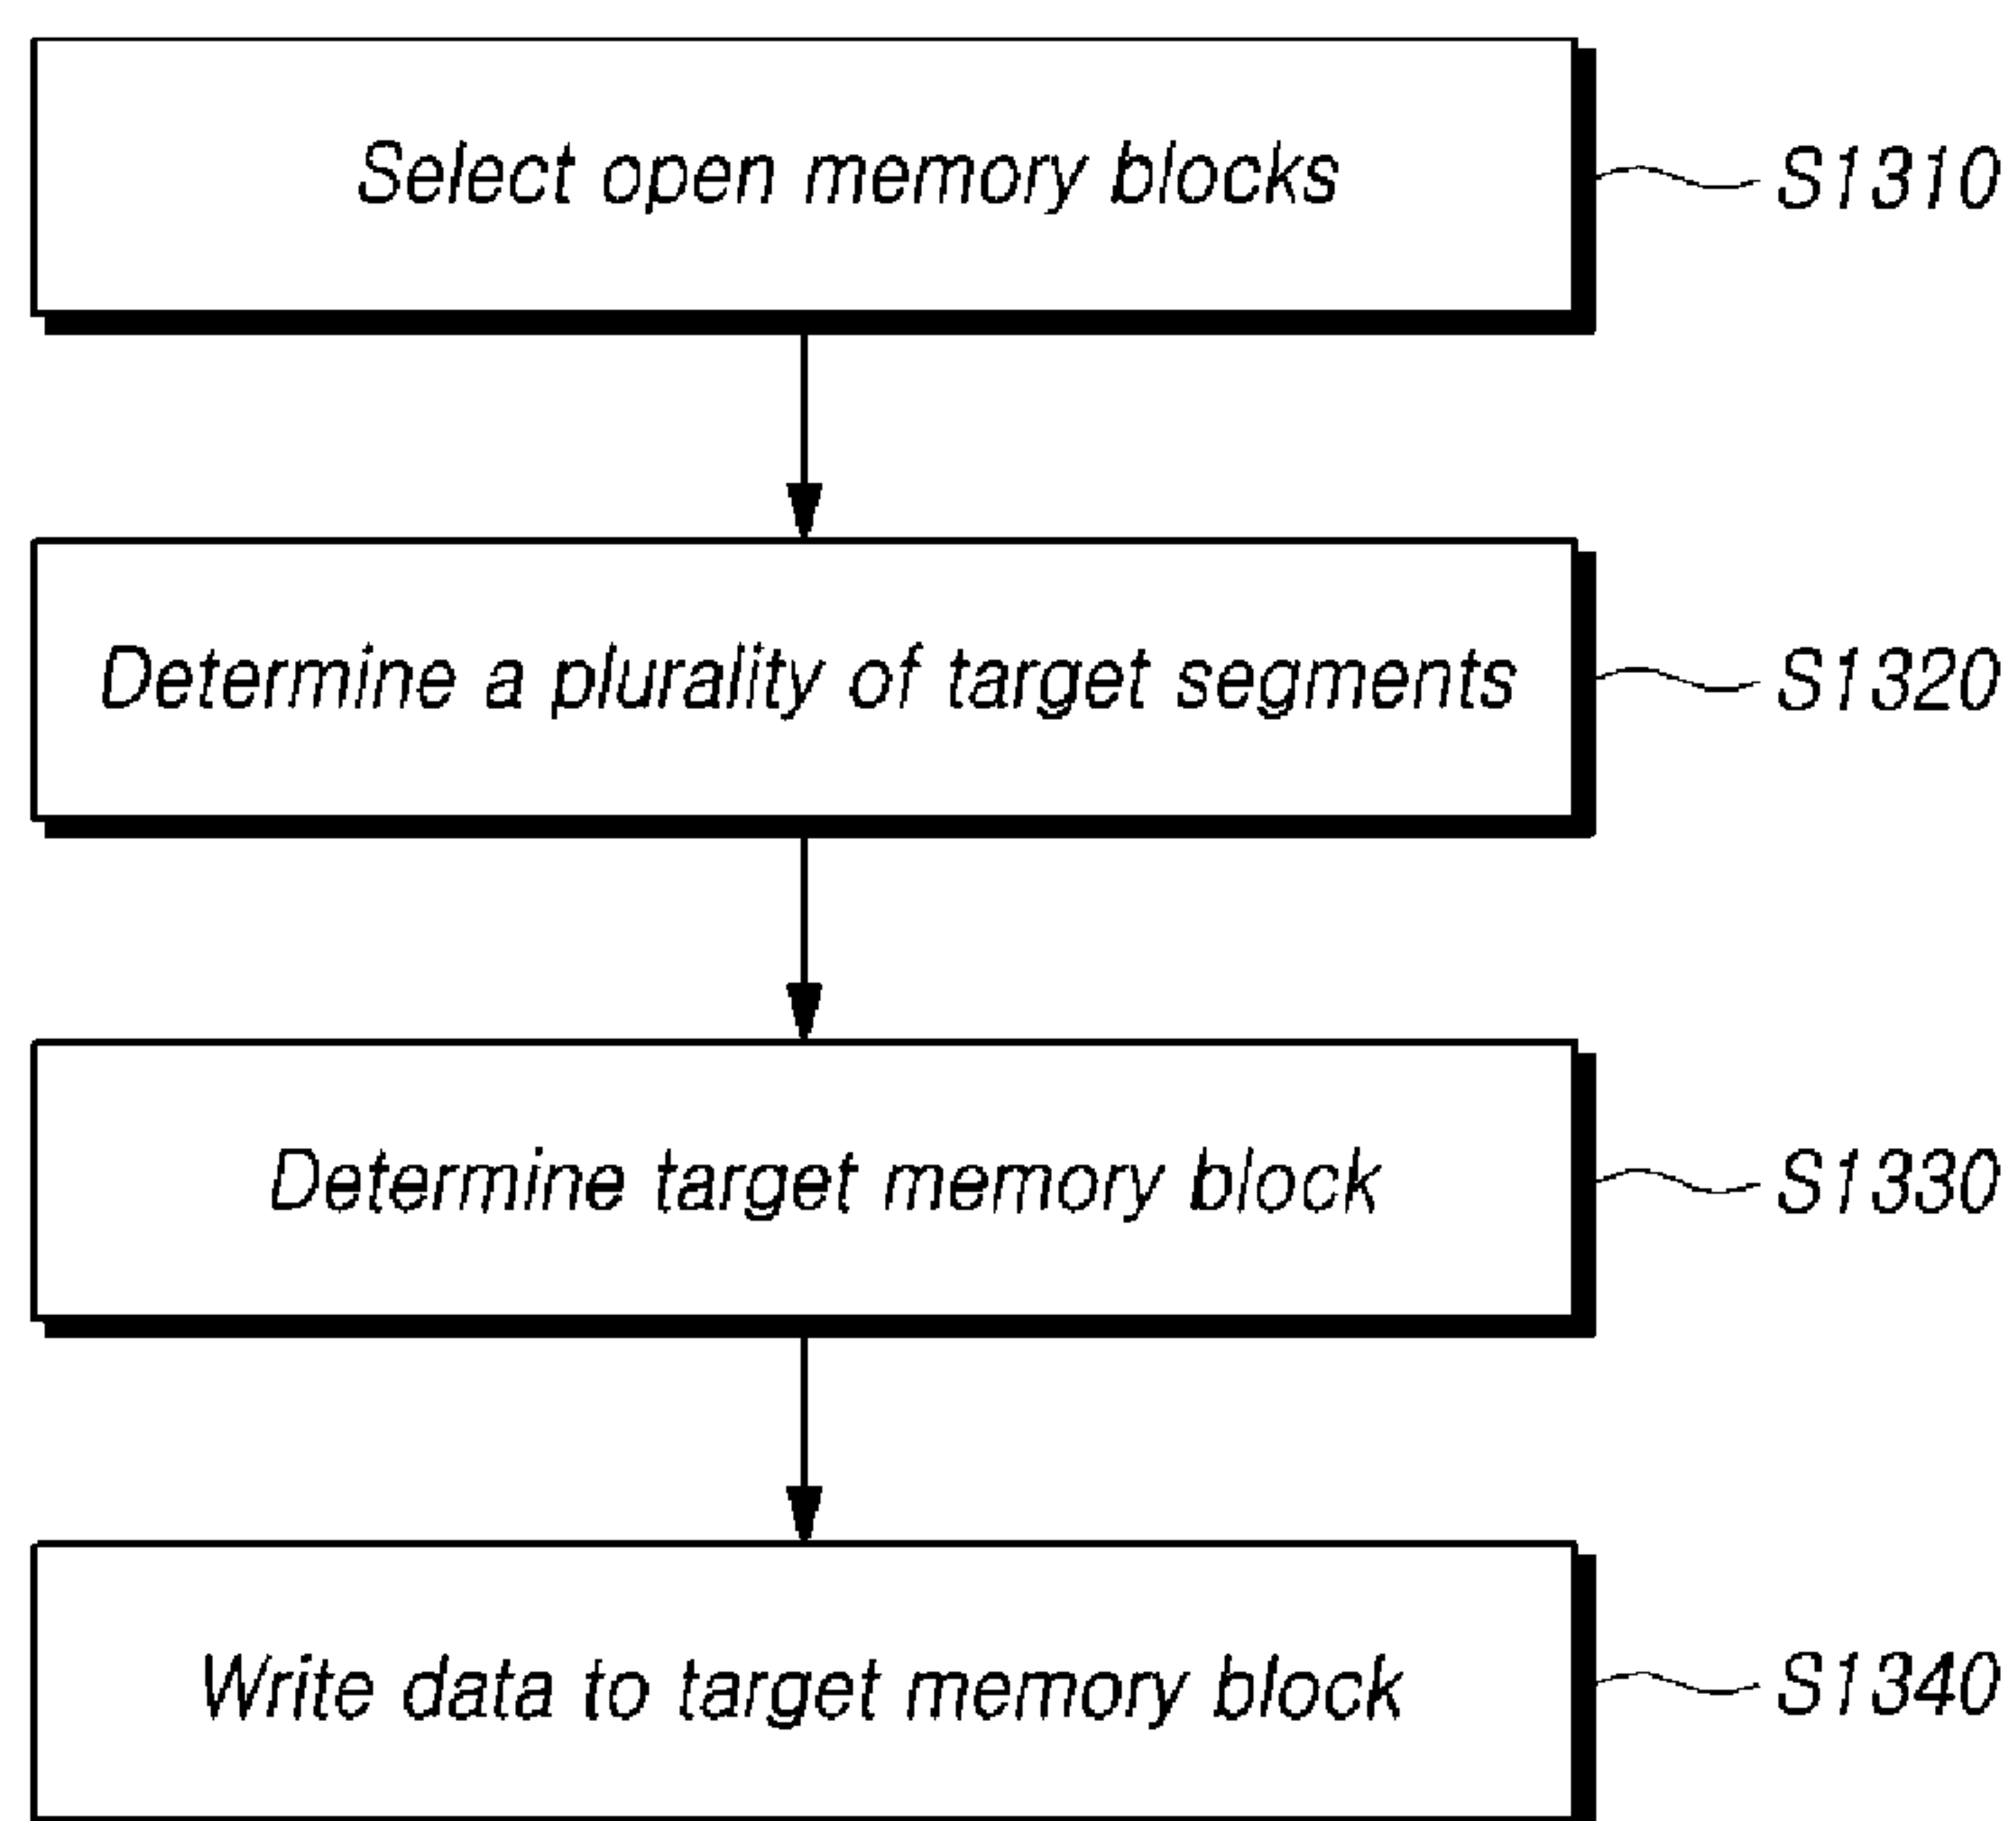 Select open memory blocks
S1310
Determine a plurality of target segments
S1320
Determine target memory block
S1330
Write data to target memory block
S1340